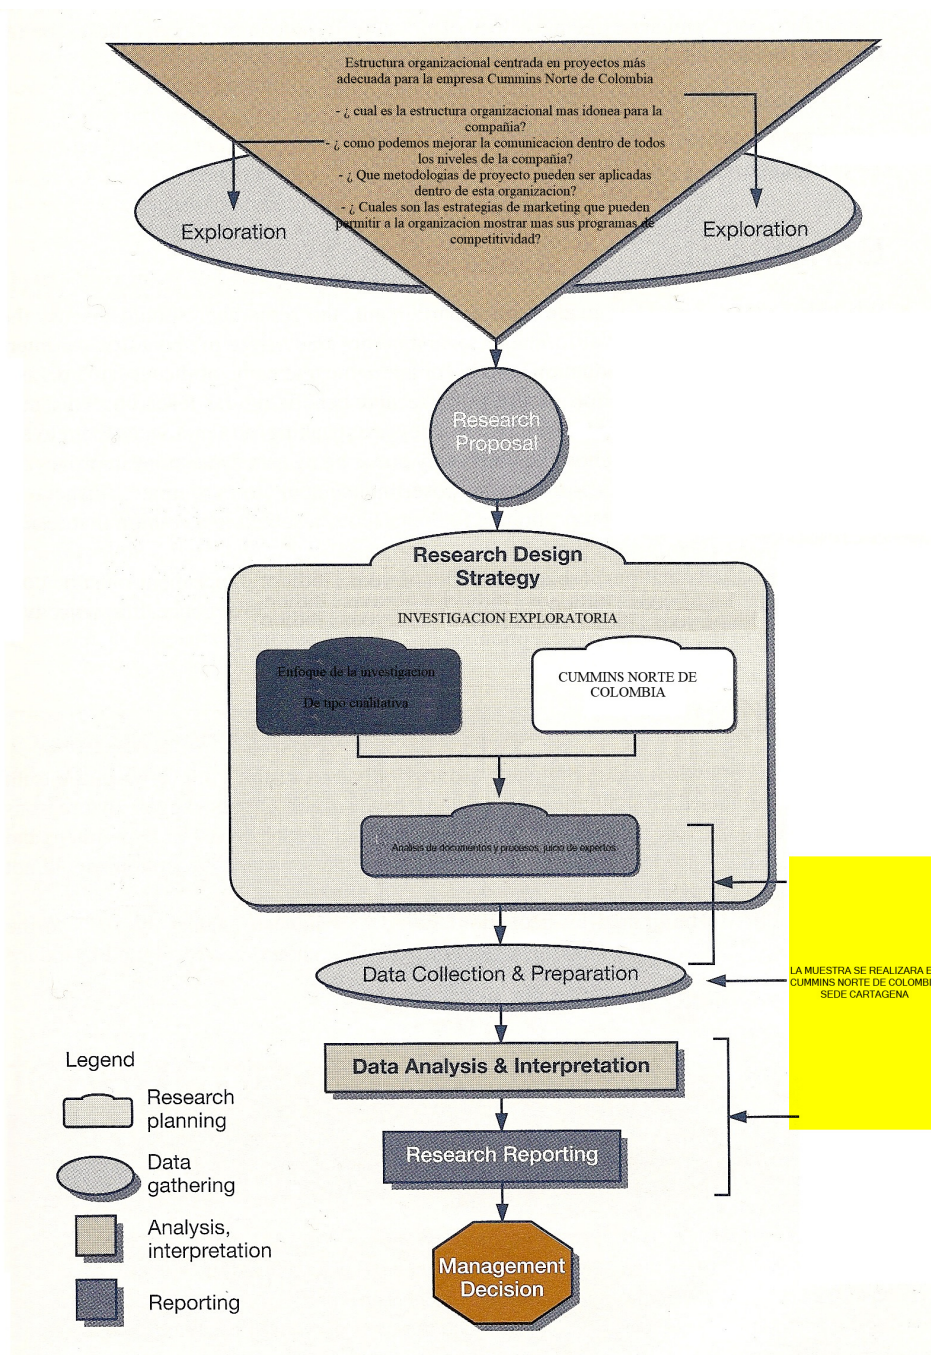 Estructura organizacional centrada en proyectos más
adecuada para la empresa Cummins Norte de Colombia
- ¿ cual es la estructura organizacional mas idonea para la
compañia?
- ¿ como podemos mejorar la comunicacion dentro de todos
los niveles de la compañia?
- ¿ Que metodologias de proyecto pueden ser aplicadas
dentro de esta organizacion?
- ¿ Cuales son las estrategias de marketing que pueden
permitir a la organizacion mostrar mas sus programas de
competitividad?
Exploration
Exploration
Research
Proposal
Research Design
Strategy
INVESTIGACION EXPLORATORIA
Enfoque de la investigacion
De tipo cualitativa
CUMMINS NORTE DE
COLOMBIA
Analisis de documentos y procesos, juicio de expertos
LA MUESTRA SE REALIZARA E
CUMMINS NORTE DE COLOMBI
SEDE CARTAGENA
Data Collection & Preparation
Data Analysis & Interpretation
Research Reporting
Management
Decision
Legend
Research
planning
Data
gathering
Analysis,
interpretation
Reporting